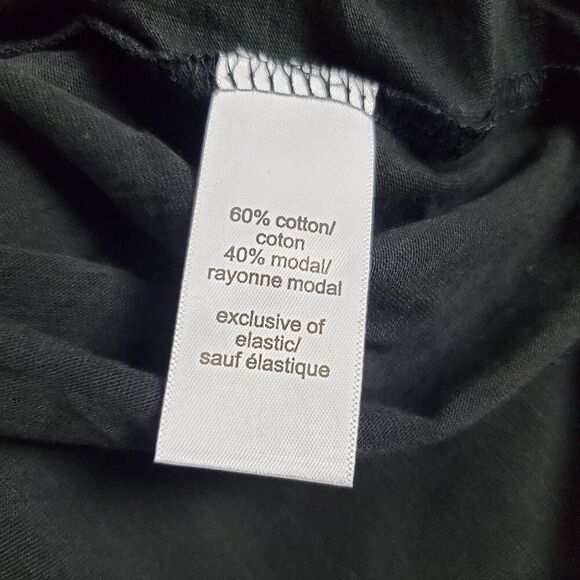 60% cotton/
coton
40% modal/
rayonne modal
exclusive of
elastic/
sauf élastique